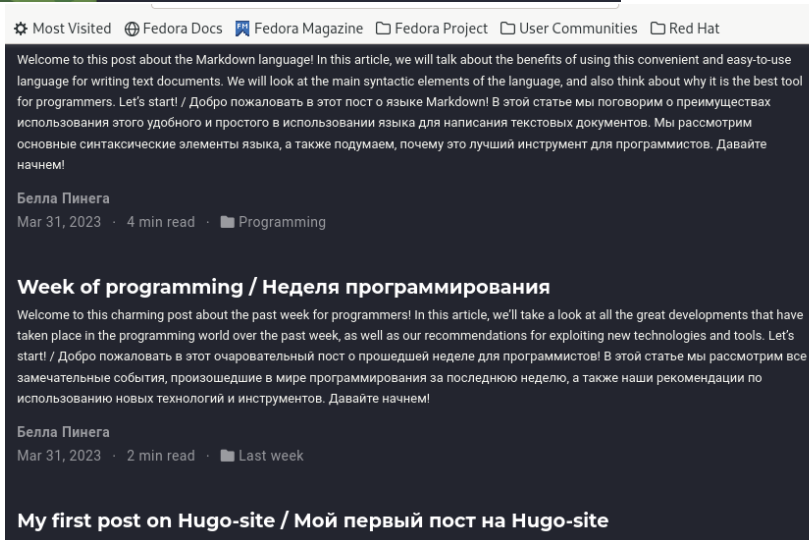 Most Visited Fedora Docs Fedora Magazine Fedora Project User Communities Red Hat
Welcome to this post about the Markdown language! In this article, we will talk about the benefits of using this convenient and easy-to-use
language for writing text documents. We will look at the main syntactic elements of the language, and also think about why it is the best tool
for programmers. Let’s start! / Добро пожаловать в этот пост о языке Markdown! В этой статье мы поговорим о преимуществах
использования этого удобного и простого в использовании языка для написания текстовых документов. Мы рассмотрим
основные синтаксические элементы языка, а также подумаем, почему это лучший инструмент для программистов. Давайте
начнем!
Белла Пинега
Mar 31, 2023 · 4 min read · Programming
Week of programming / Неделя программирования
Welcome to this charming post about the past week for programmers! In this article, we’ll take a look at all the great developments that have
taken place in the programming world over the past week, as well as our recommendations for exploiting new technologies and tools. Let’s
start! / Добро пожаловать в этот очаровательный пост о прошедшей неделе для программистов! В этой статье мы рассмотрим все
замечательные события, произошедшие в мире программирования за последнюю неделю, а также наши рекомендации по
использованию новых технологий и инструментов. Давайте начнем!
Белла Пинега
Mar 31, 2023 · 2 min read · Last week
My first post on Hugo-site / Мой первый пост на Hugo-site